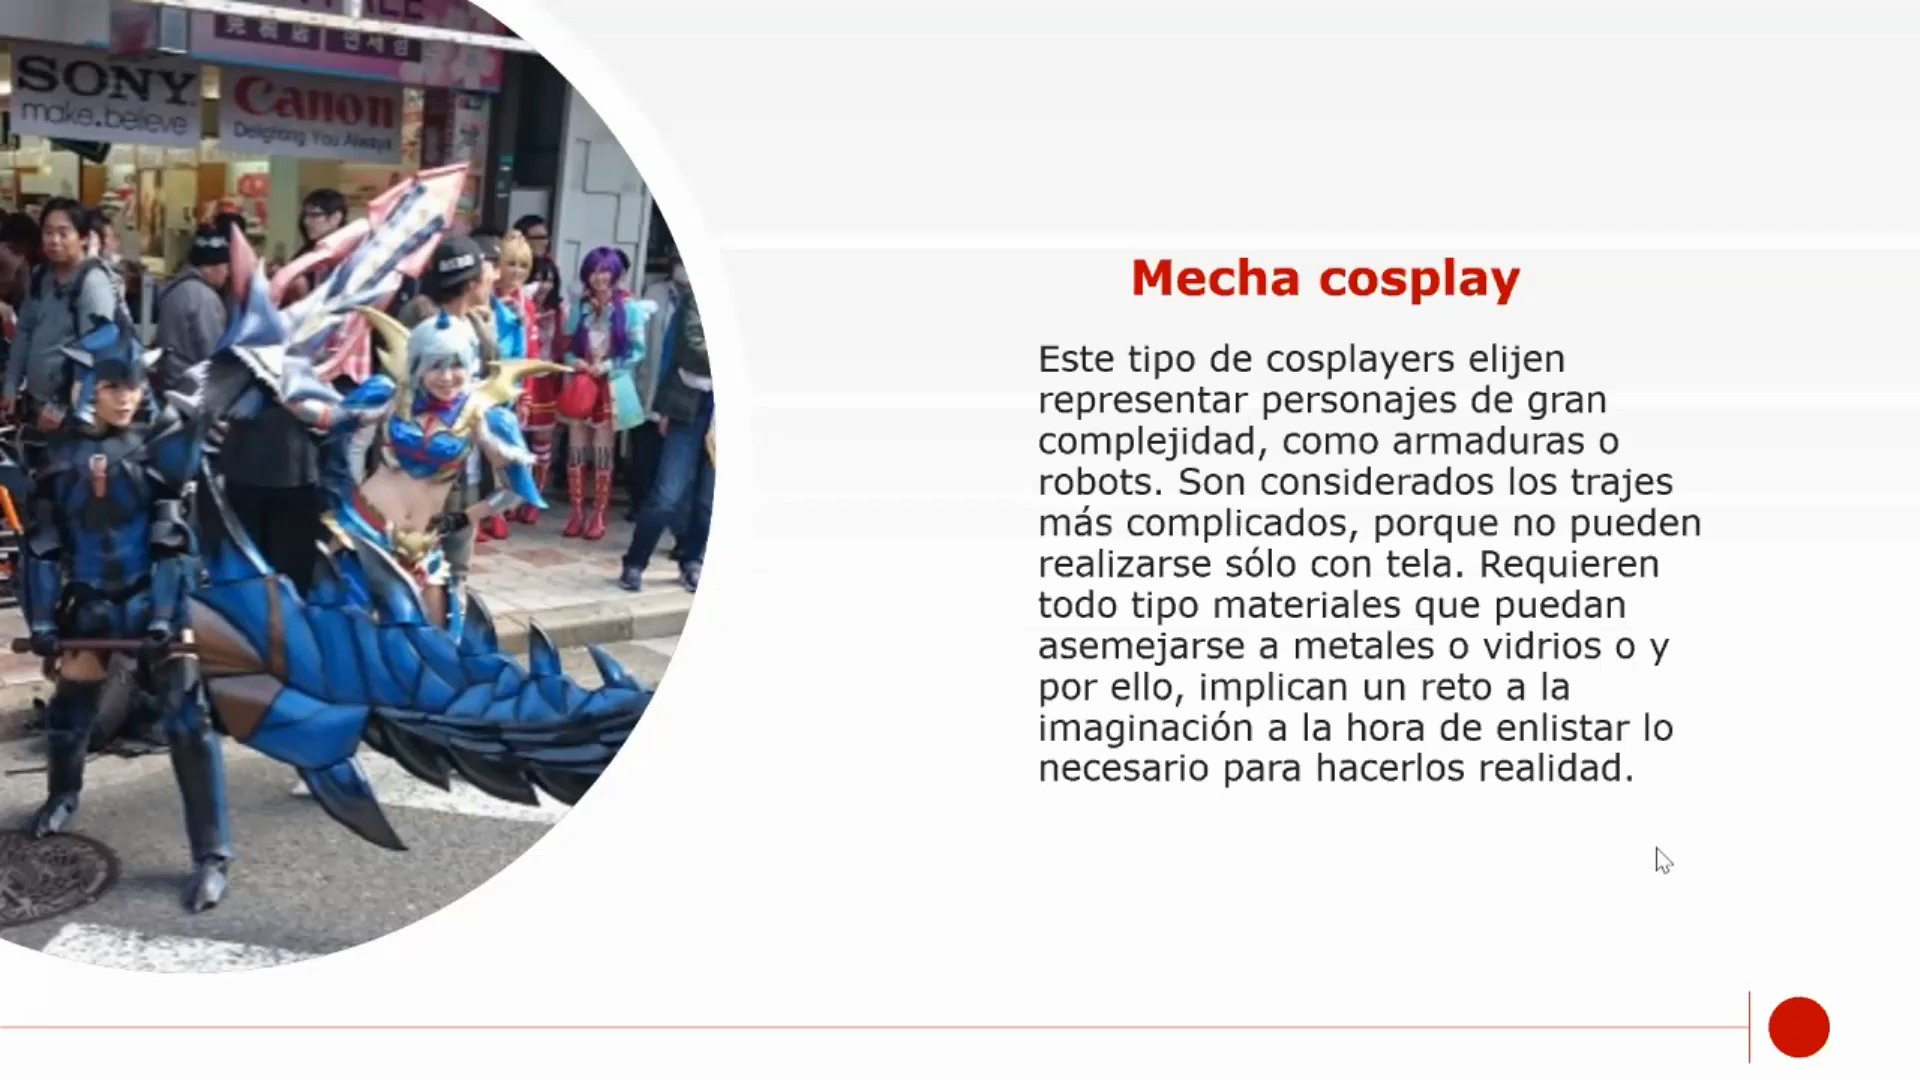 SONY
make.believe
Canon
Delighting You Always
Mecha cosplay
Este tipo de cosplayers elijen
representar personajes de gran
complejidad, como armaduras o
robots. Son considerados los trajes
más complicados, porque no pueden
realizarse sólo con tela. Requieren
todo tipo materiales que puedan
asemejarse a metales o vidrios o y
por ello, implican un reto a la
imaginación a la hora de enlistar lo
necesario para hacerlos realidad.